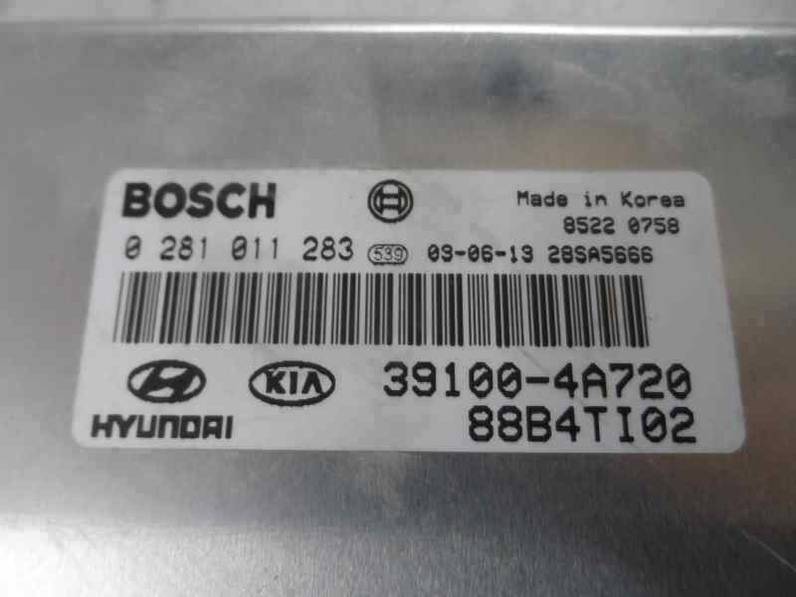 BOSCH
Made in Korea
8522 0758
0 281 011 283 539 09-06-19 28SA5666
KIA 39100-4A720
HYUNDAI 88B4TI02